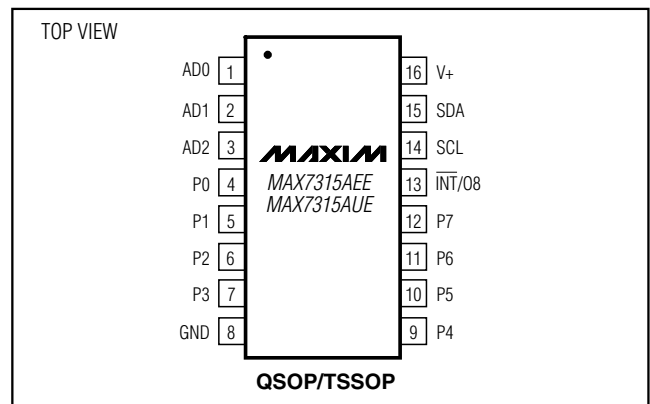 TOP VIEW
AD0 1
AD1 2
AD2 3
P0 4
P1 5
P2 6
P3 7
GND 8
MAXIM
MAX7315AEE
MAX7315AUE
16 V+
15 SDA
14 SCL
13 I̅N̅T̅/O8
12 P7
11 P6
10 P5
9 P4
QSOP/TSSOP